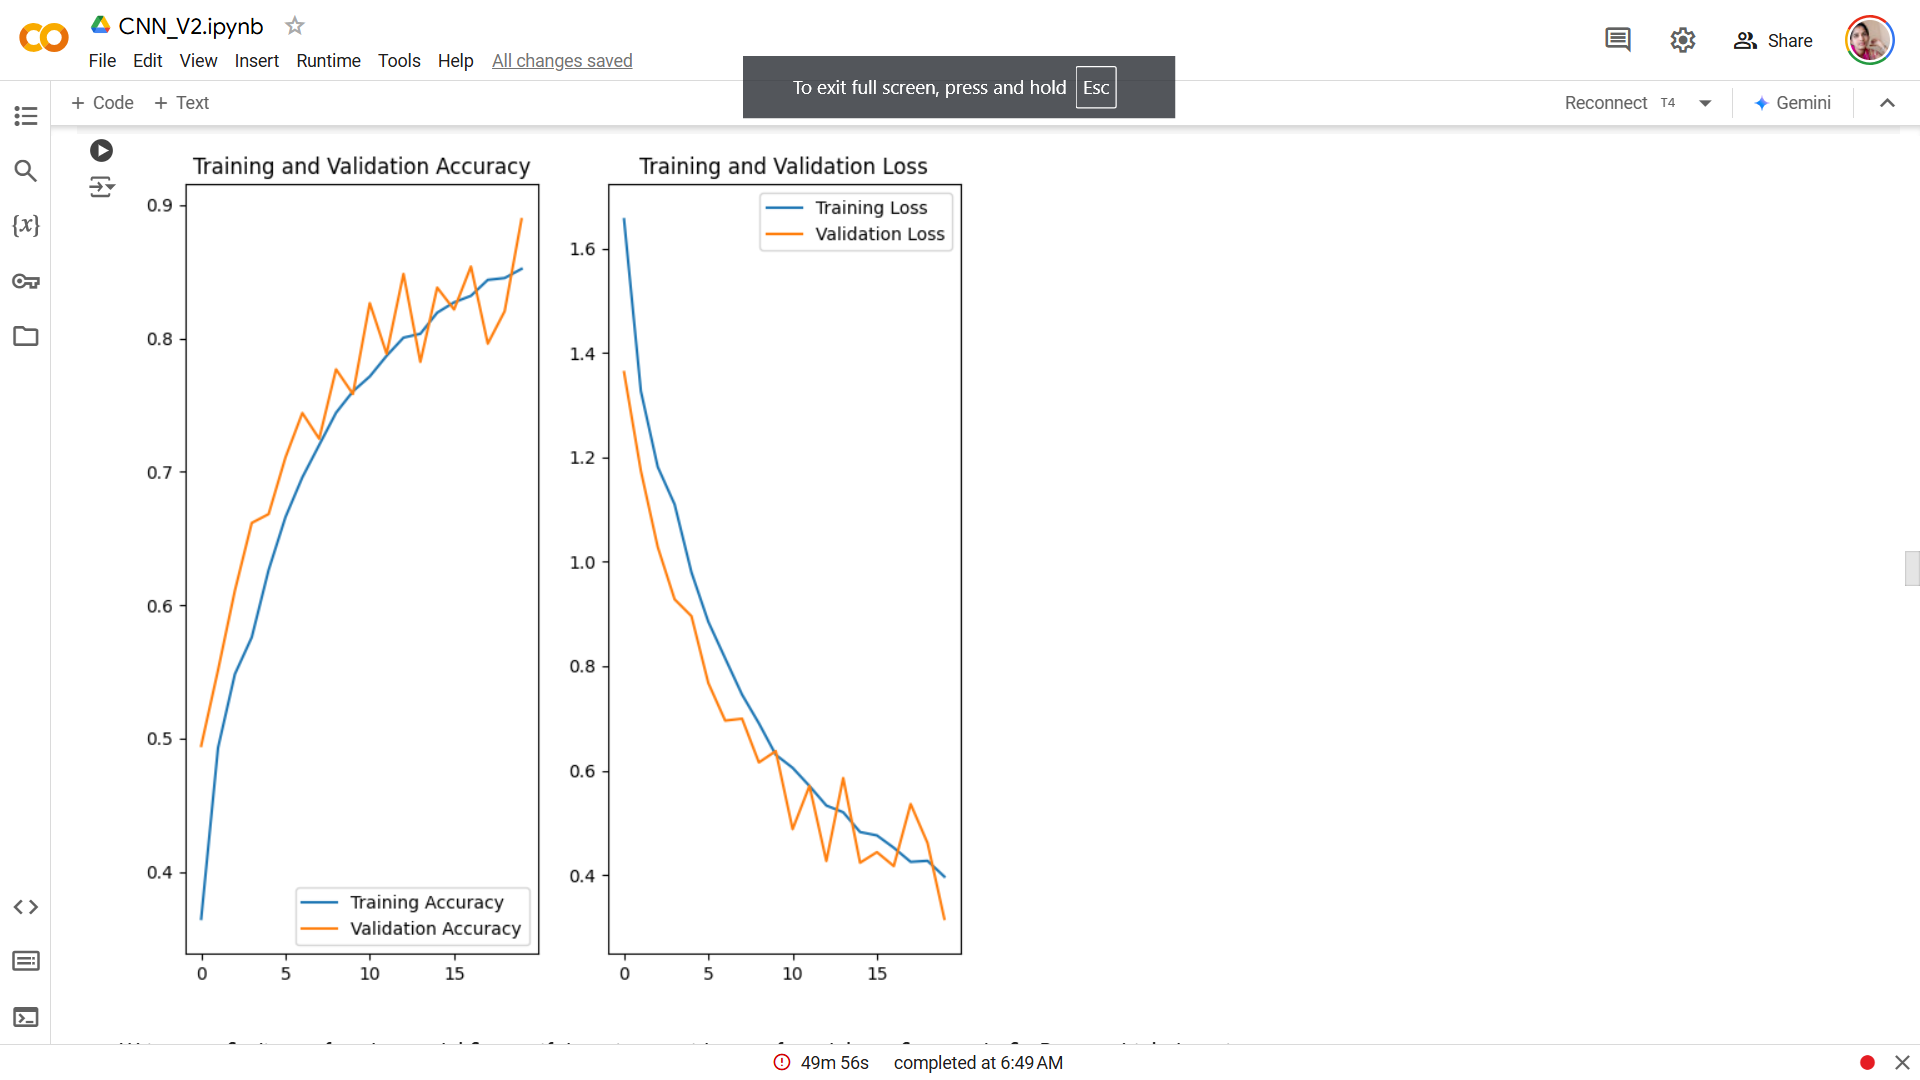 CNN_V2.ipynb
File Edit View Insert Runtime Tools Help All changes saved
Share
To exit full screen, press and hold Esc
+ Code + Text
Reconnect T4
Gemini
{x}
Training and Validation Accuracy
0.9
0.8
0.7
0.6
0.5
0.4
Training Accuracy
Validation Accuracy
0 5 10 15
Training and Validation Loss
Training Loss
Validation Loss
1.6
1.4
1.2
1.0
0.8
0.6
0.4
0 5 10 15
49m 56s completed at 6:49 AM